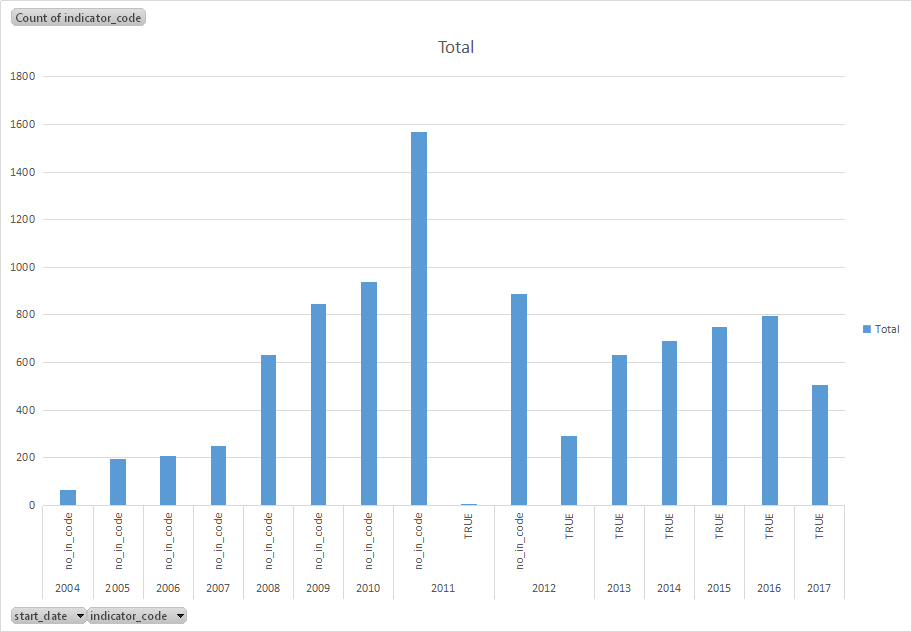 Count of indicator_code
Total
1800
1600
1400
1200
1000
800
600
400
200
0
Total
no_in_code
no_in_code
no_in_code
no_in_code
no_in_code
no_in_code
no_in_code
no_in_code
TRUE
no_in_code
TRUE
TRUE
TRUE
TRUE
TRUE
TRUE
2004 2005 2006 2007 2008 2009 2010 2011 2012 2013 2014 2015 2016 2017
start_date indicator_code